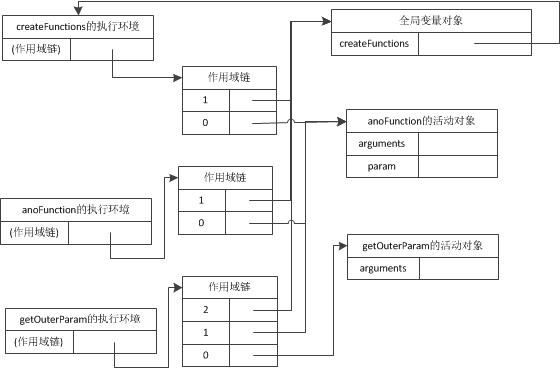 createFunctions的执行环境
(作用域链)
全局变量对象
createFunctions
作用域链
1
0
anoFunction的活动对象
arguments
param
作用域链
1
0
anoFunction的执行环境
(作用域链)
getOuterParam的活动对象
arguments
作用域链
2
1
0
getOuterParam的执行环境
(作用域链)